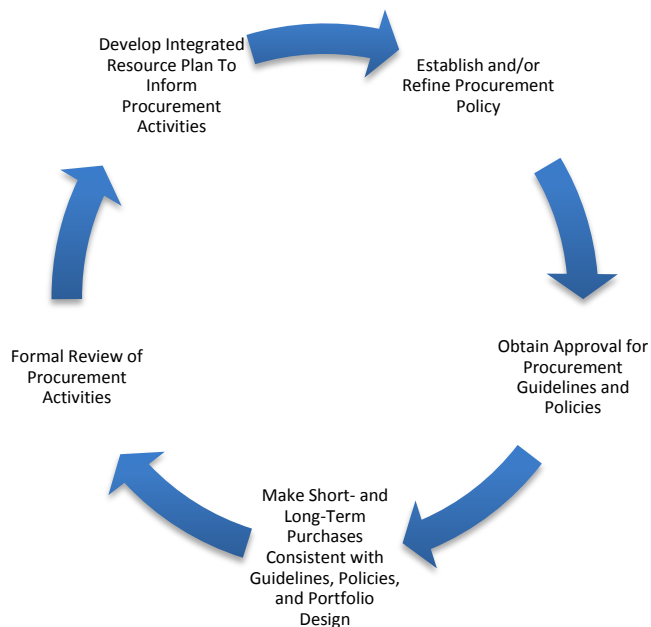 Develop Integrated
Resource Plan To
Inform
Procurement
Activities
Establish and/or
Refine Procurement
Policy
Obtain Approval for
Procurement
Guidelines and
Policies
Make Short- and
Long-Term
Purchases
Consistent with
Guidelines, Policies,
and Portfolio
Design
Formal Review of
Procurement
Activities